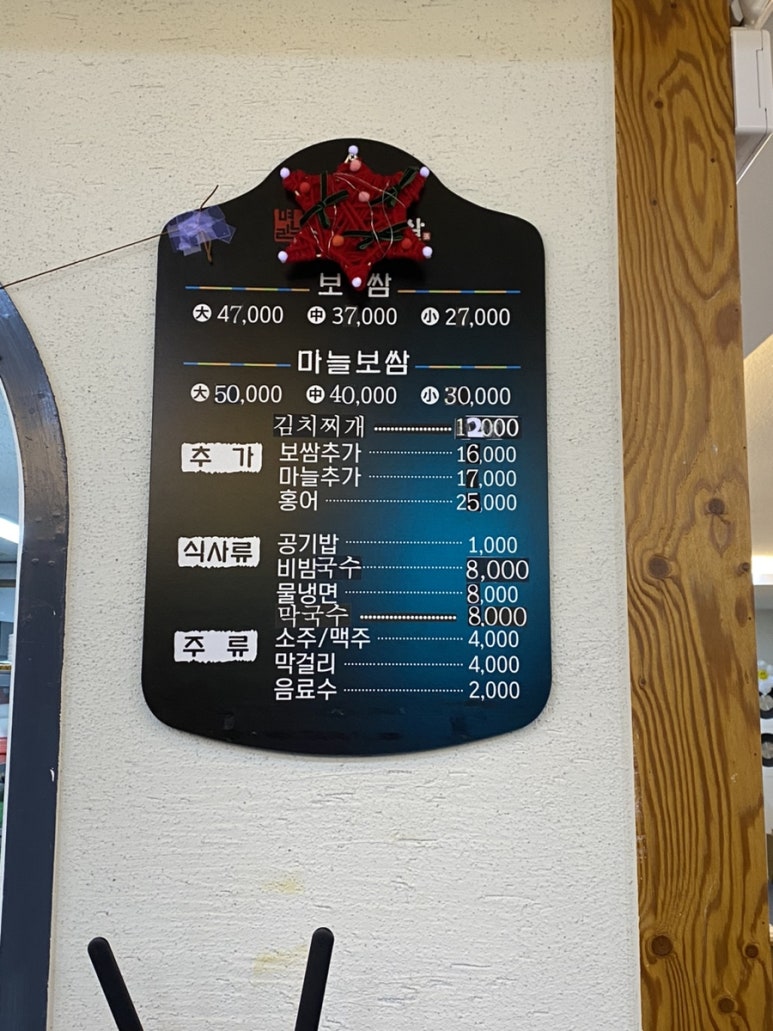 명
쌈
보 쌈
大 47,000 中 37,000 小 27,000
마늘보쌈
大 50,000 中 40,000 小 30,000
김치찌개 12,000
추 가 보쌈추가 16,000
마늘추가 17,000
홍어 25,000
식사류 공기밥 1,000
비빔국수 8,000
물냉면 8,000
막국수 8,000
주 류 소주/맥주 4,000
막걸리 4,000
음료수 2,000